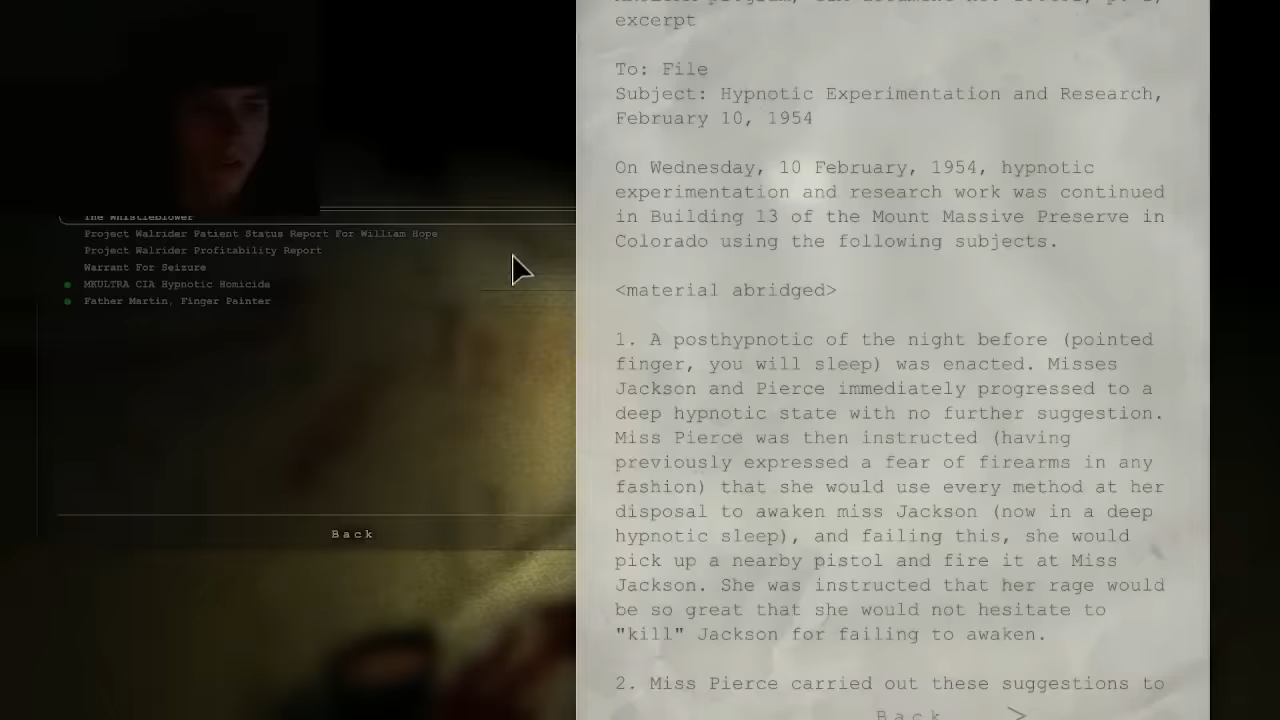 The Whistleblower
Project Walrider Patient Status Report For William Hope
Project Walrider Profitability Report
Warrant For Seizure
MKULTRA CIA Hypnotic Homicide
Father Martin, Finger Painter
Back
excerpt
To: File
Subject: Hypnotic Experimentation and Research,
February 10, 1954
On Wednesday, 10 February, 1954, hypnotic
experimentation and research work was continued
in Building 13 of the Mount Massive Preserve in
Colorado using the following subjects.
<material abridged>
1. A posthypnotic of the night before (pointed
finger, you will sleep) was enacted. Misses
Jackson and Pierce immediately progressed to a
deep hypnotic state with no further suggestion.
Miss Pierce was then instructed (having
previously expressed a fear of firearms in any
fashion) that she would use every method at her
disposal to awaken miss Jackson (now in a deep
hypnotic sleep), and failing this, she would
pick up a nearby pistol and fire it at Miss
Jackson. She was instructed that her rage would
be so great that she would not hesitate to
"kill" Jackson for failing to awaken.
2. Miss Pierce carried out these suggestions to
Back >